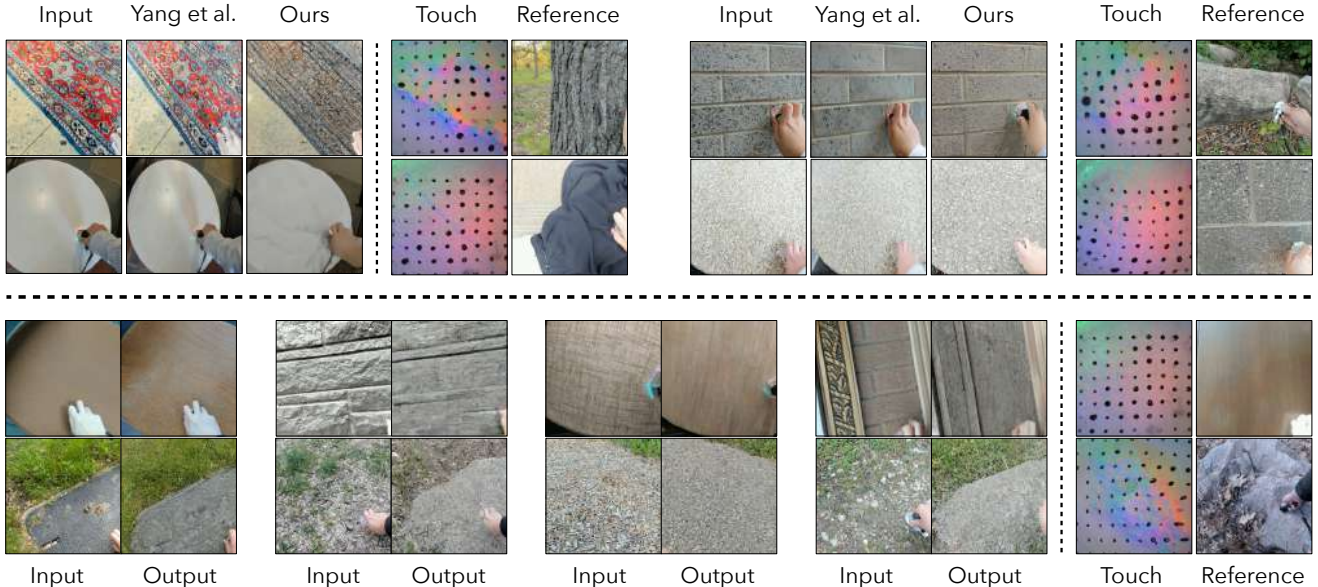 Input Yang et al. Ours Touch Reference Input Yang et al. Ours Touch Reference
Input Output Input Output Input Output Input Output Touch Reference